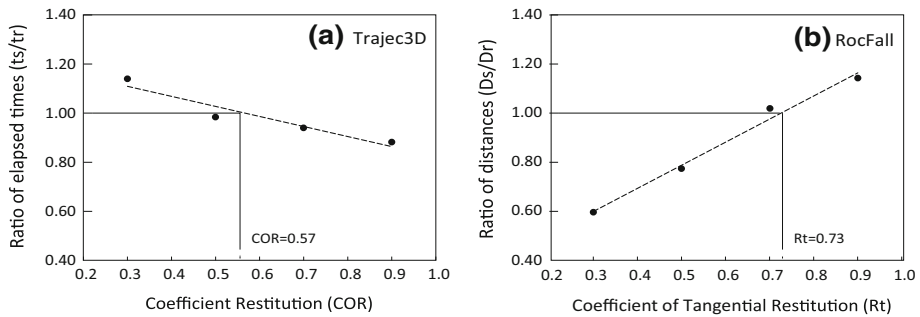 (a) Trajec3D
Ratio of elapsed times (ts/tr)
1.40
1.20
1.00
0.80
0.60
0.40
COR=0.57
0.2 0.3 0.4 0.5 0.6 0.7 0.8 0.9 1.0
Coefficient Restitution (COR)
(b) RocFall
Ratio of distances (Ds/Dr)
1.40
1.20
1.00
0.80
0.60
0.40
Rt=0.73
0.2 0.3 0.4 0.5 0.6 0.7 0.8 0.9 1.0
Coefficient of Tangential Restitution (Rt)